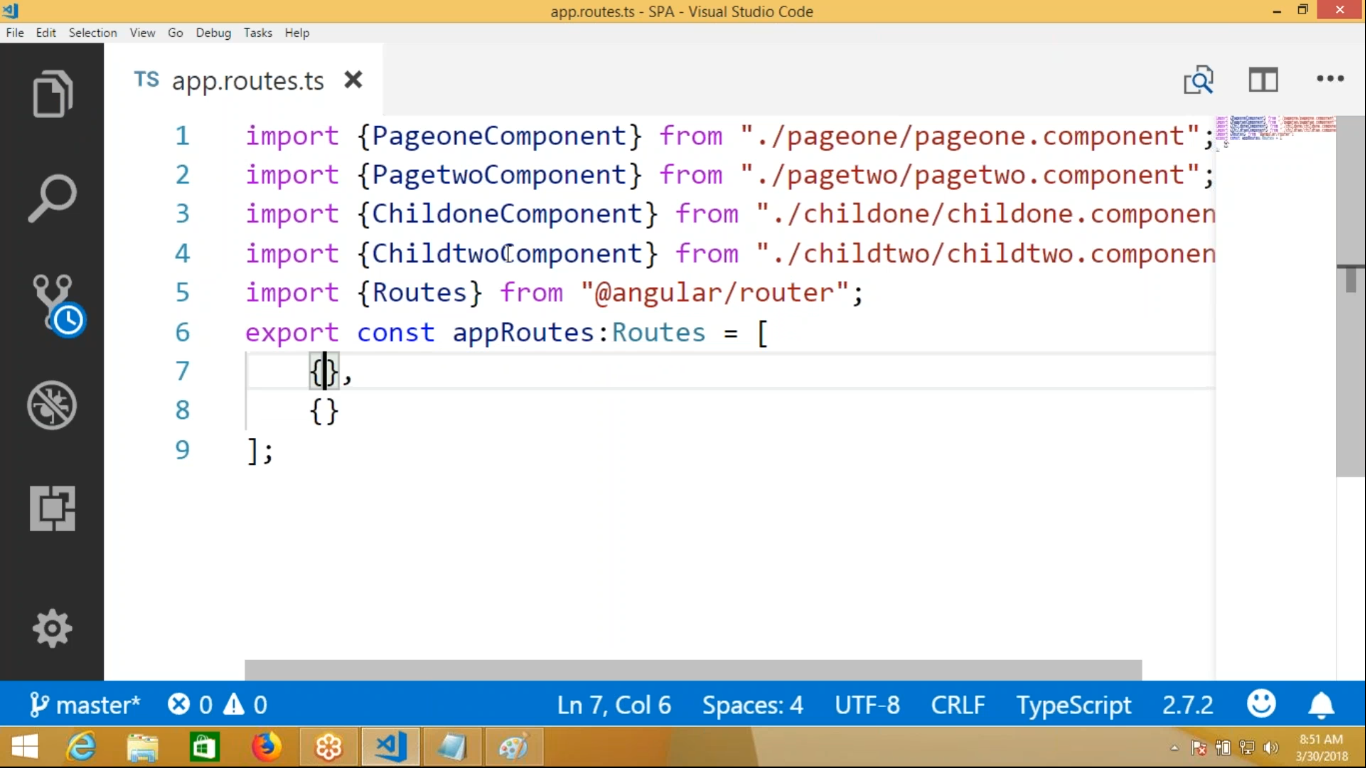 app.routes.ts - SPA - Visual Studio Code
File Edit Selection View Go Debug Tasks Help
TS app.routes.ts
1 import {PageoneComponent} from "./pageone/pageone.component";
2 import {PagetwoComponent} from "./pagetwo/pagetwo.component";
3 import {ChildoneComponent} from "./childone/childone.componen
4 import {ChildtwoComponent} from "./childtwo/childtwo.componen
5 import {Routes} from "@angular/router";
6 export const appRoutes:Routes = [
7 {},
8 {}
9 ];
master* 0 0 Ln 7, Col 6 Spaces: 4 UTF-8 CRLF TypeScript 2.7.2
8:51 AM
3/30/2018